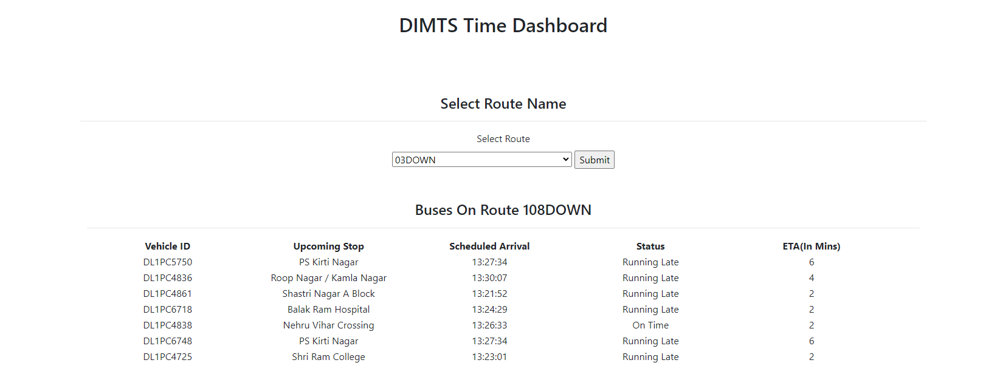 DIMTS Time Dashboard
Select Route Name
Select Route
03DOWN Submit
Buses On Route 108DOWN
Vehicle ID Upcoming Stop Scheduled Arrival Status ETA(In Mins)
DL1PC5750 PS Kirti Nagar 13:27:34 Running Late 6
DL1PC4836 Roop Nagar / Kamla Nagar 13:30:07 Running Late 4
DL1PC4861 Shastri Nagar A Block 13:21:52 Running Late 2
DL1PC6718 Balak Ram Hospital 13:24:29 Running Late 2
DL1PC4838 Nehru Vihar Crossing 13:26:33 On Time 2
DL1PC6748 PS Kirti Nagar 13:27:34 Running Late 6
DL1PC4725 Shri Ram College 13:23:01 Running Late 2